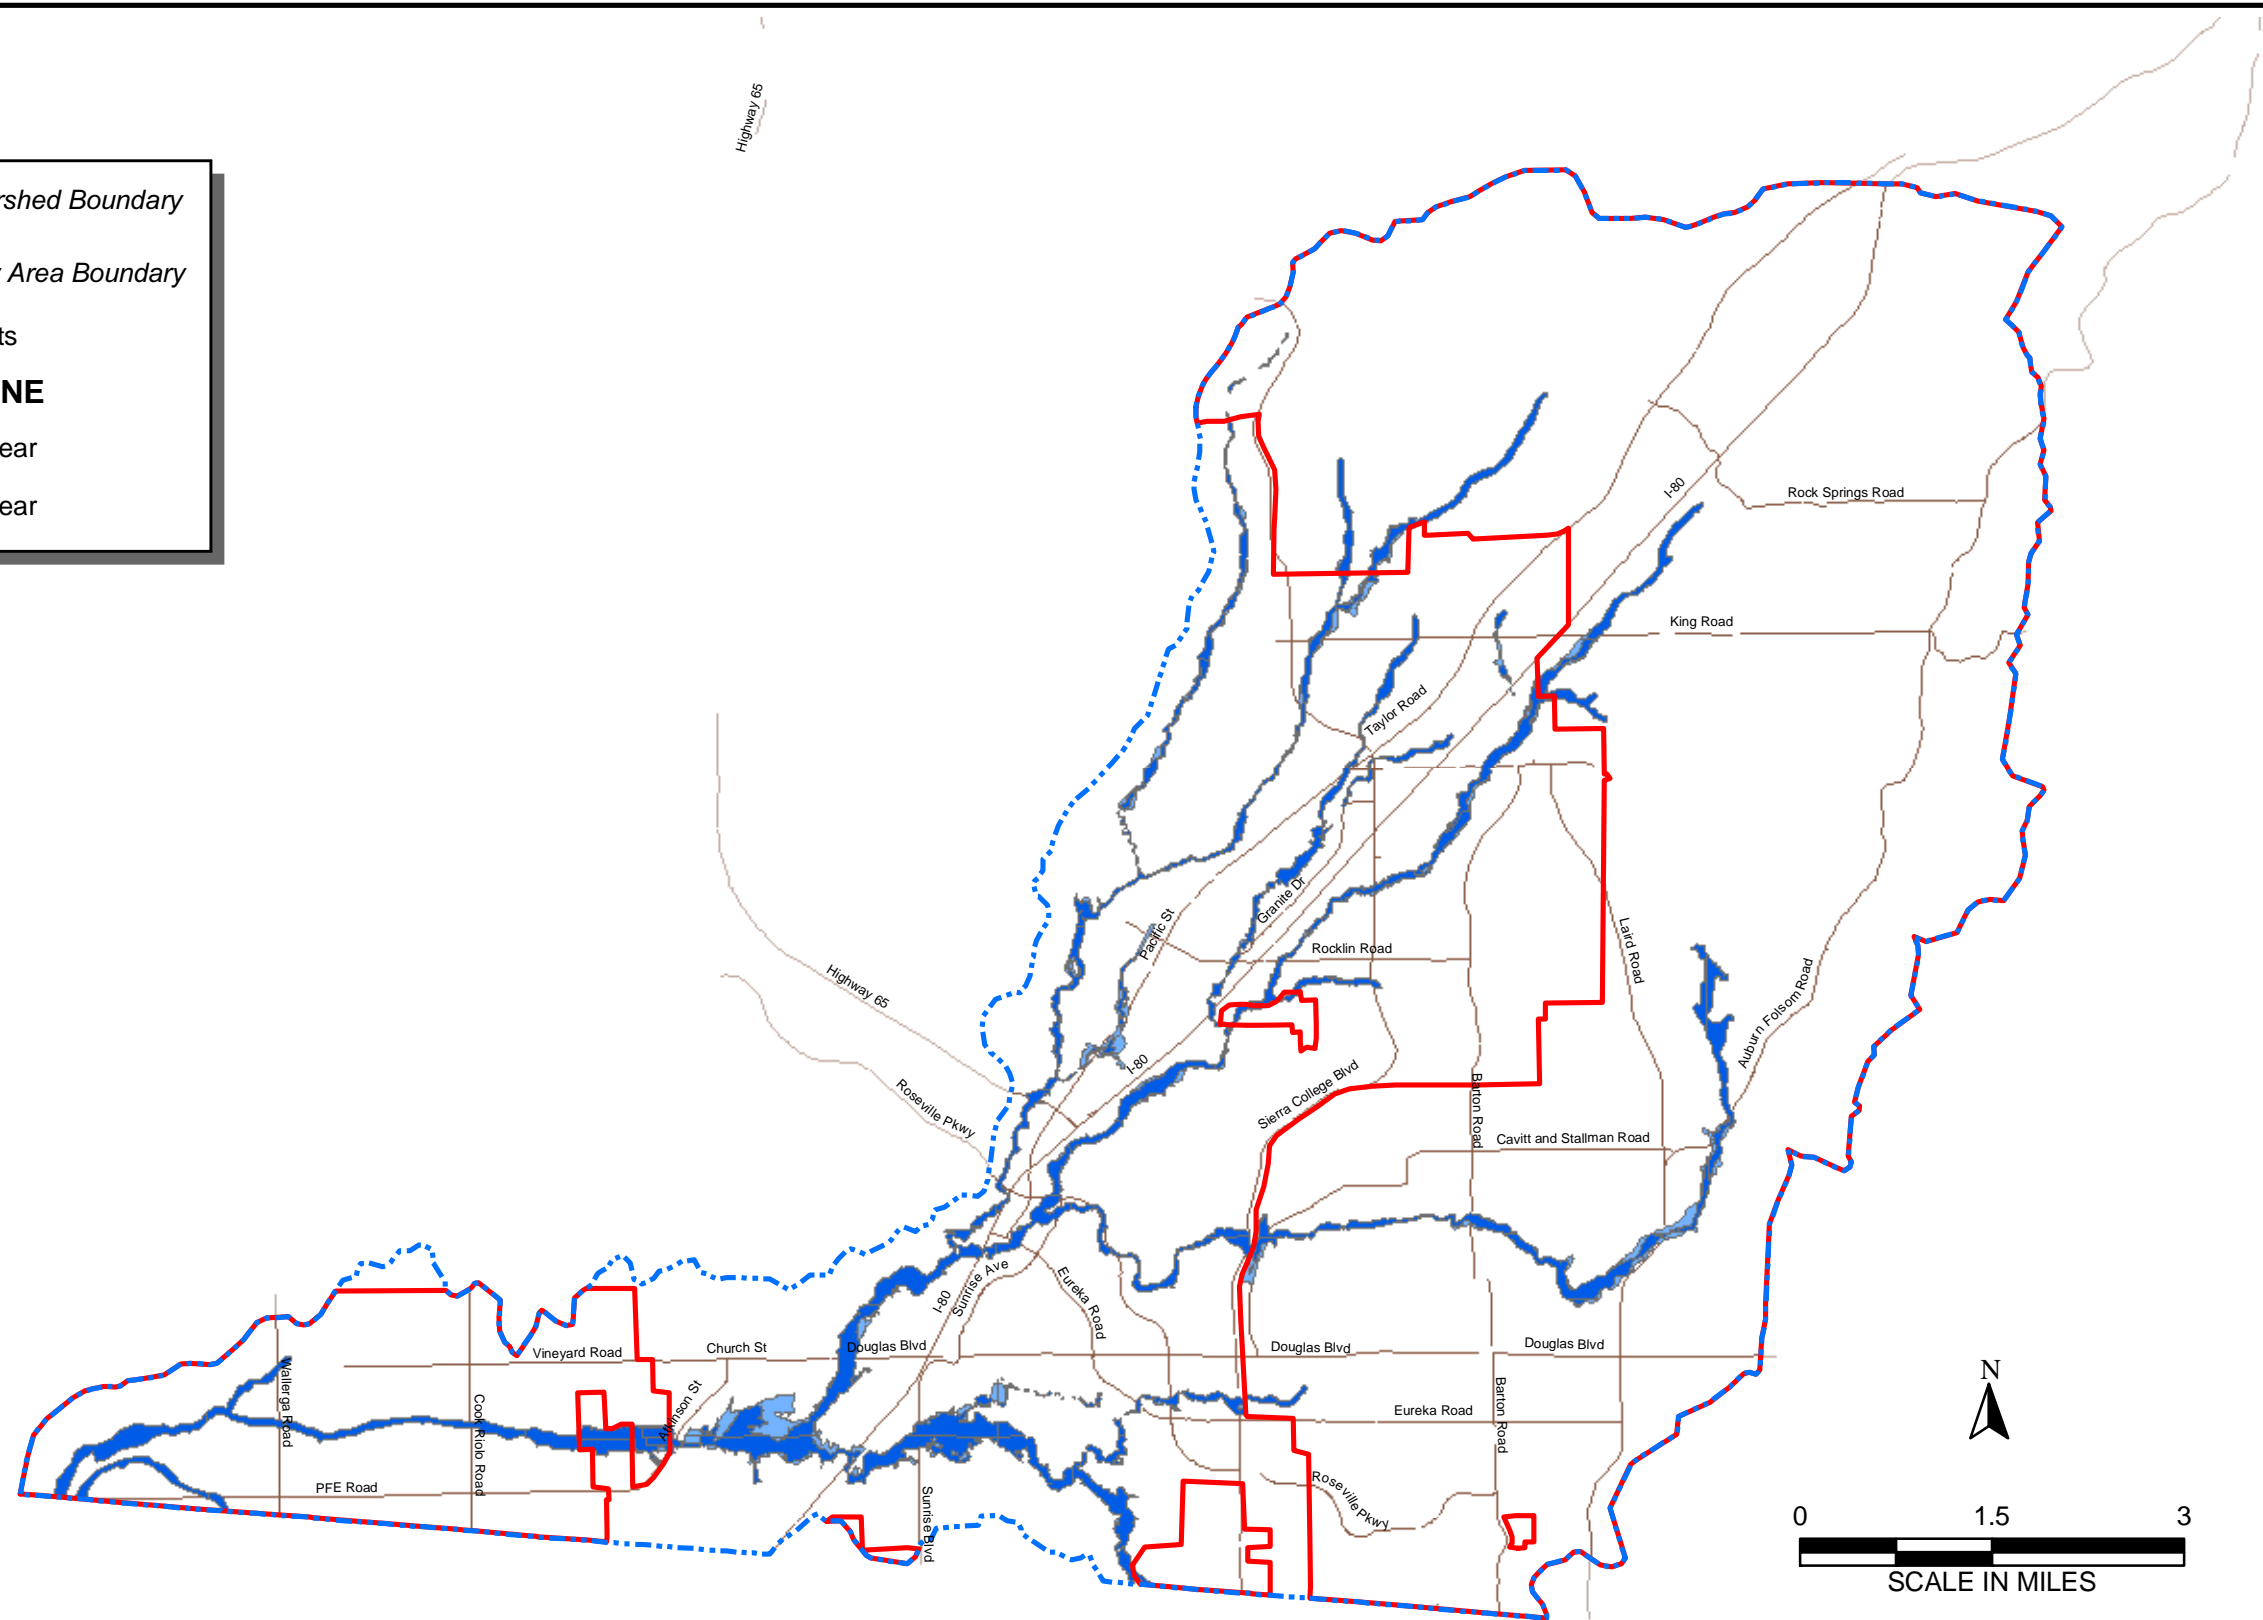 Highway 65
rshed Boundary
Area Boundary
ts
NE
ear
ear
I-80
Rock Springs Road
King Road
Taylor Road
Granite Dr
Pacific St
Rocklin Road
Laird Road
Highway 65
Auburn Folsom Road
I-80
Roseville Pkwy
Sierra College Blvd
Barton Road
Cavitt and Stallman Road
I-80
Sunrise Ave
Eureka Road
Vineyard Road
Church St
Douglas Blvd
Douglas Blvd
Douglas Blvd
Wallerga Road
Cook Riolo Road
Atkinson St
Eureka Road
Barton Road
PFE Road
Sunrise Blvd
Roseville Pkwy
N
0 1.5 3
SCALE IN MILES